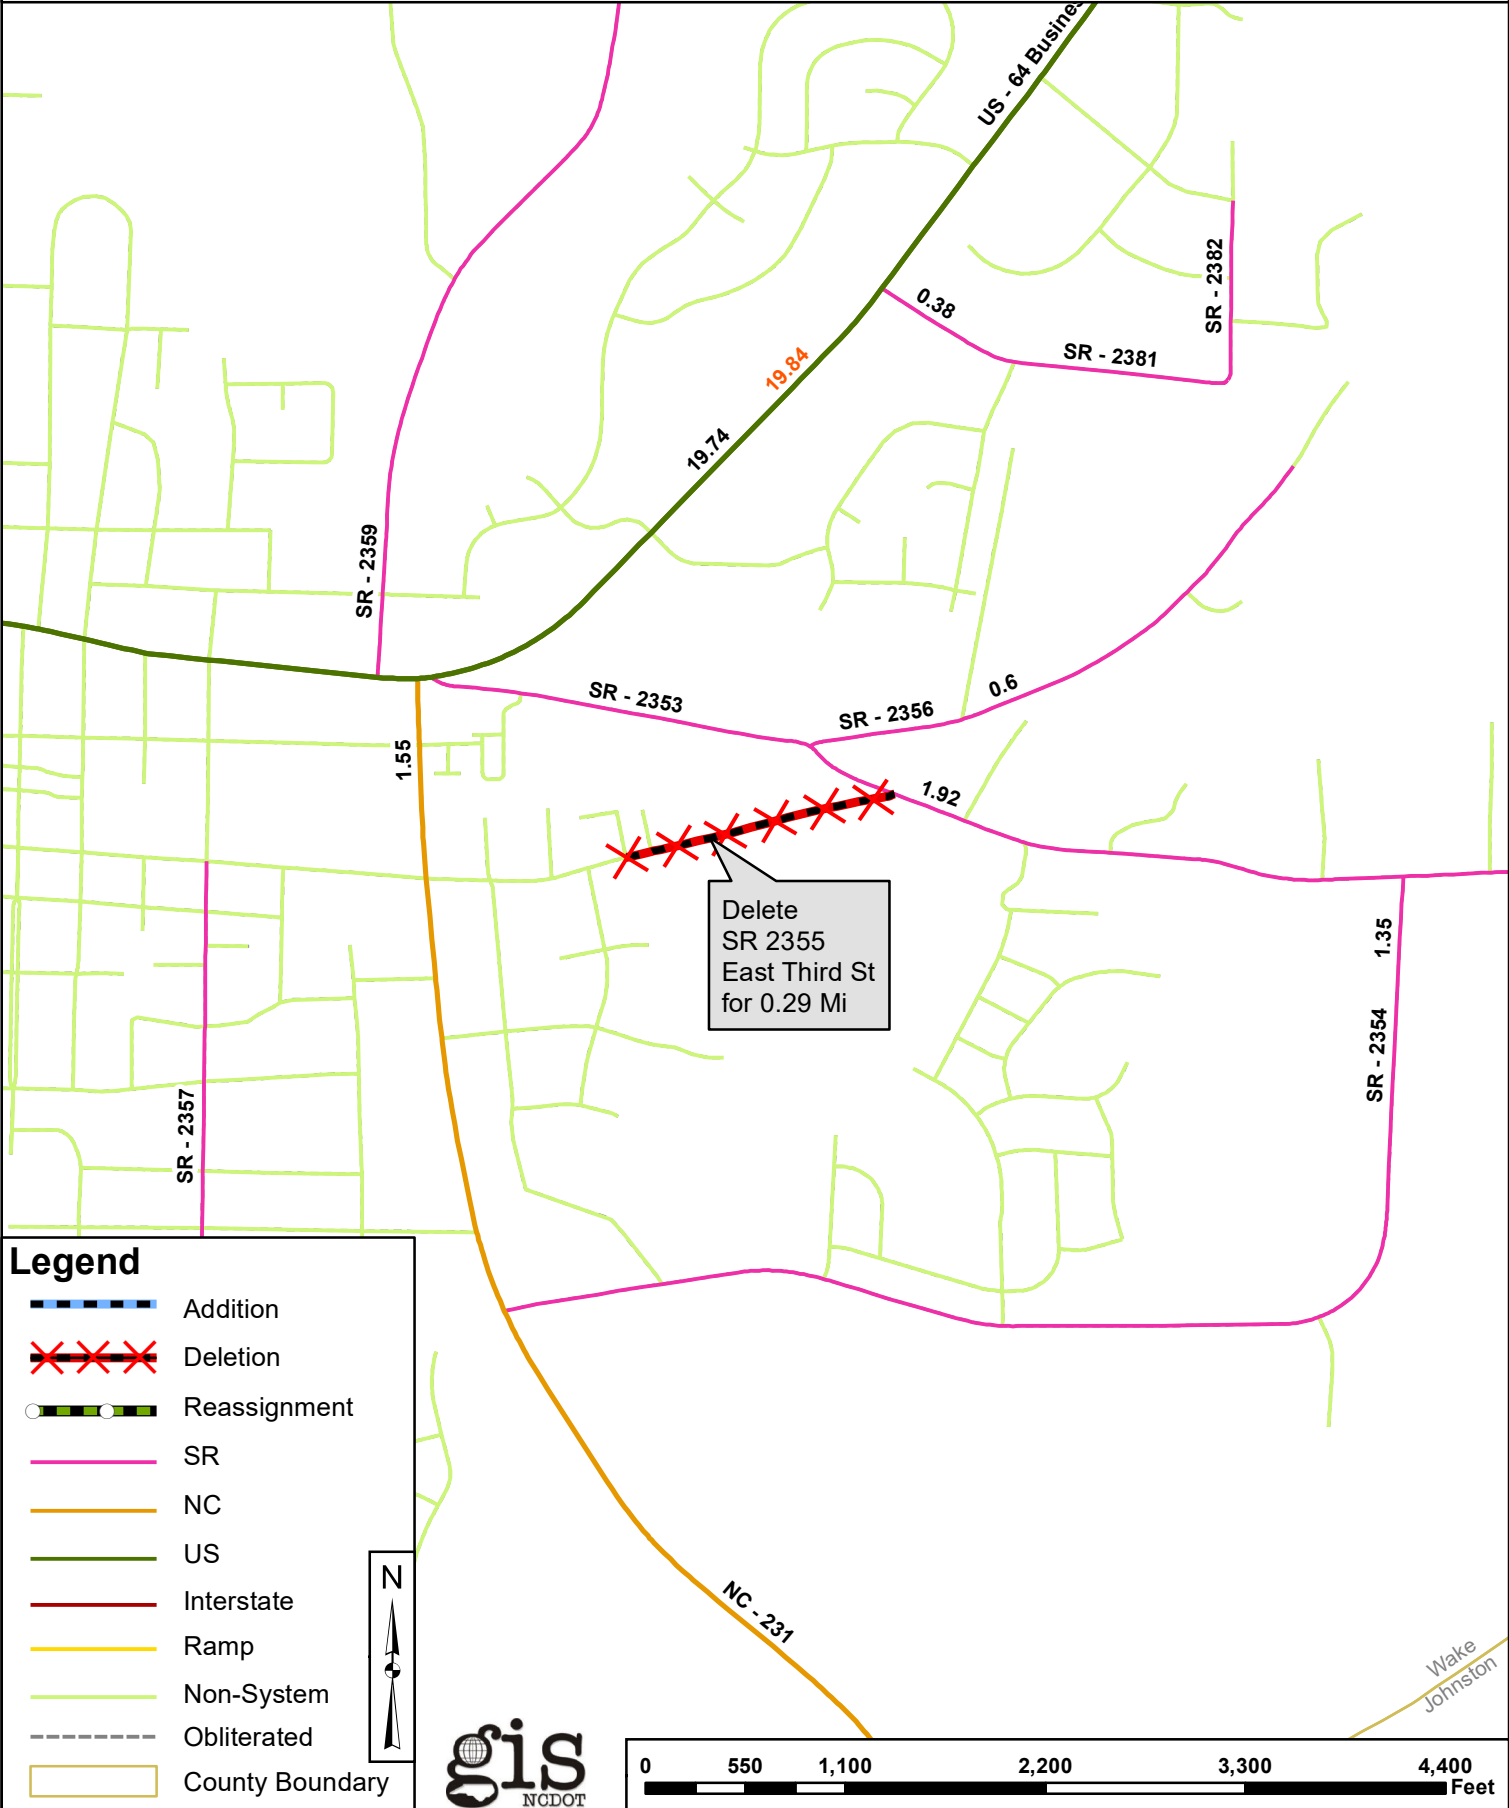 US - 64 Busines
SR - 2382
0.38
SR - 2381
19.84
19.74
SR - 2359
SR - 2353
SR - 2356
0.6
1.55
1.92
Delete
SR 2355
East Third St
for 0.29 Mi
1.35
SR - 2354
SR - 2357
NC - 231
Wake
Johnston
Legend
Addition
Deletion
Reassignment
SR
NC
US
Interstate
Ramp
Non-System
Obliterated
County Boundary
N
gis
NCDOT
0 550 1,100 2,200 3,300 4,400
Feet